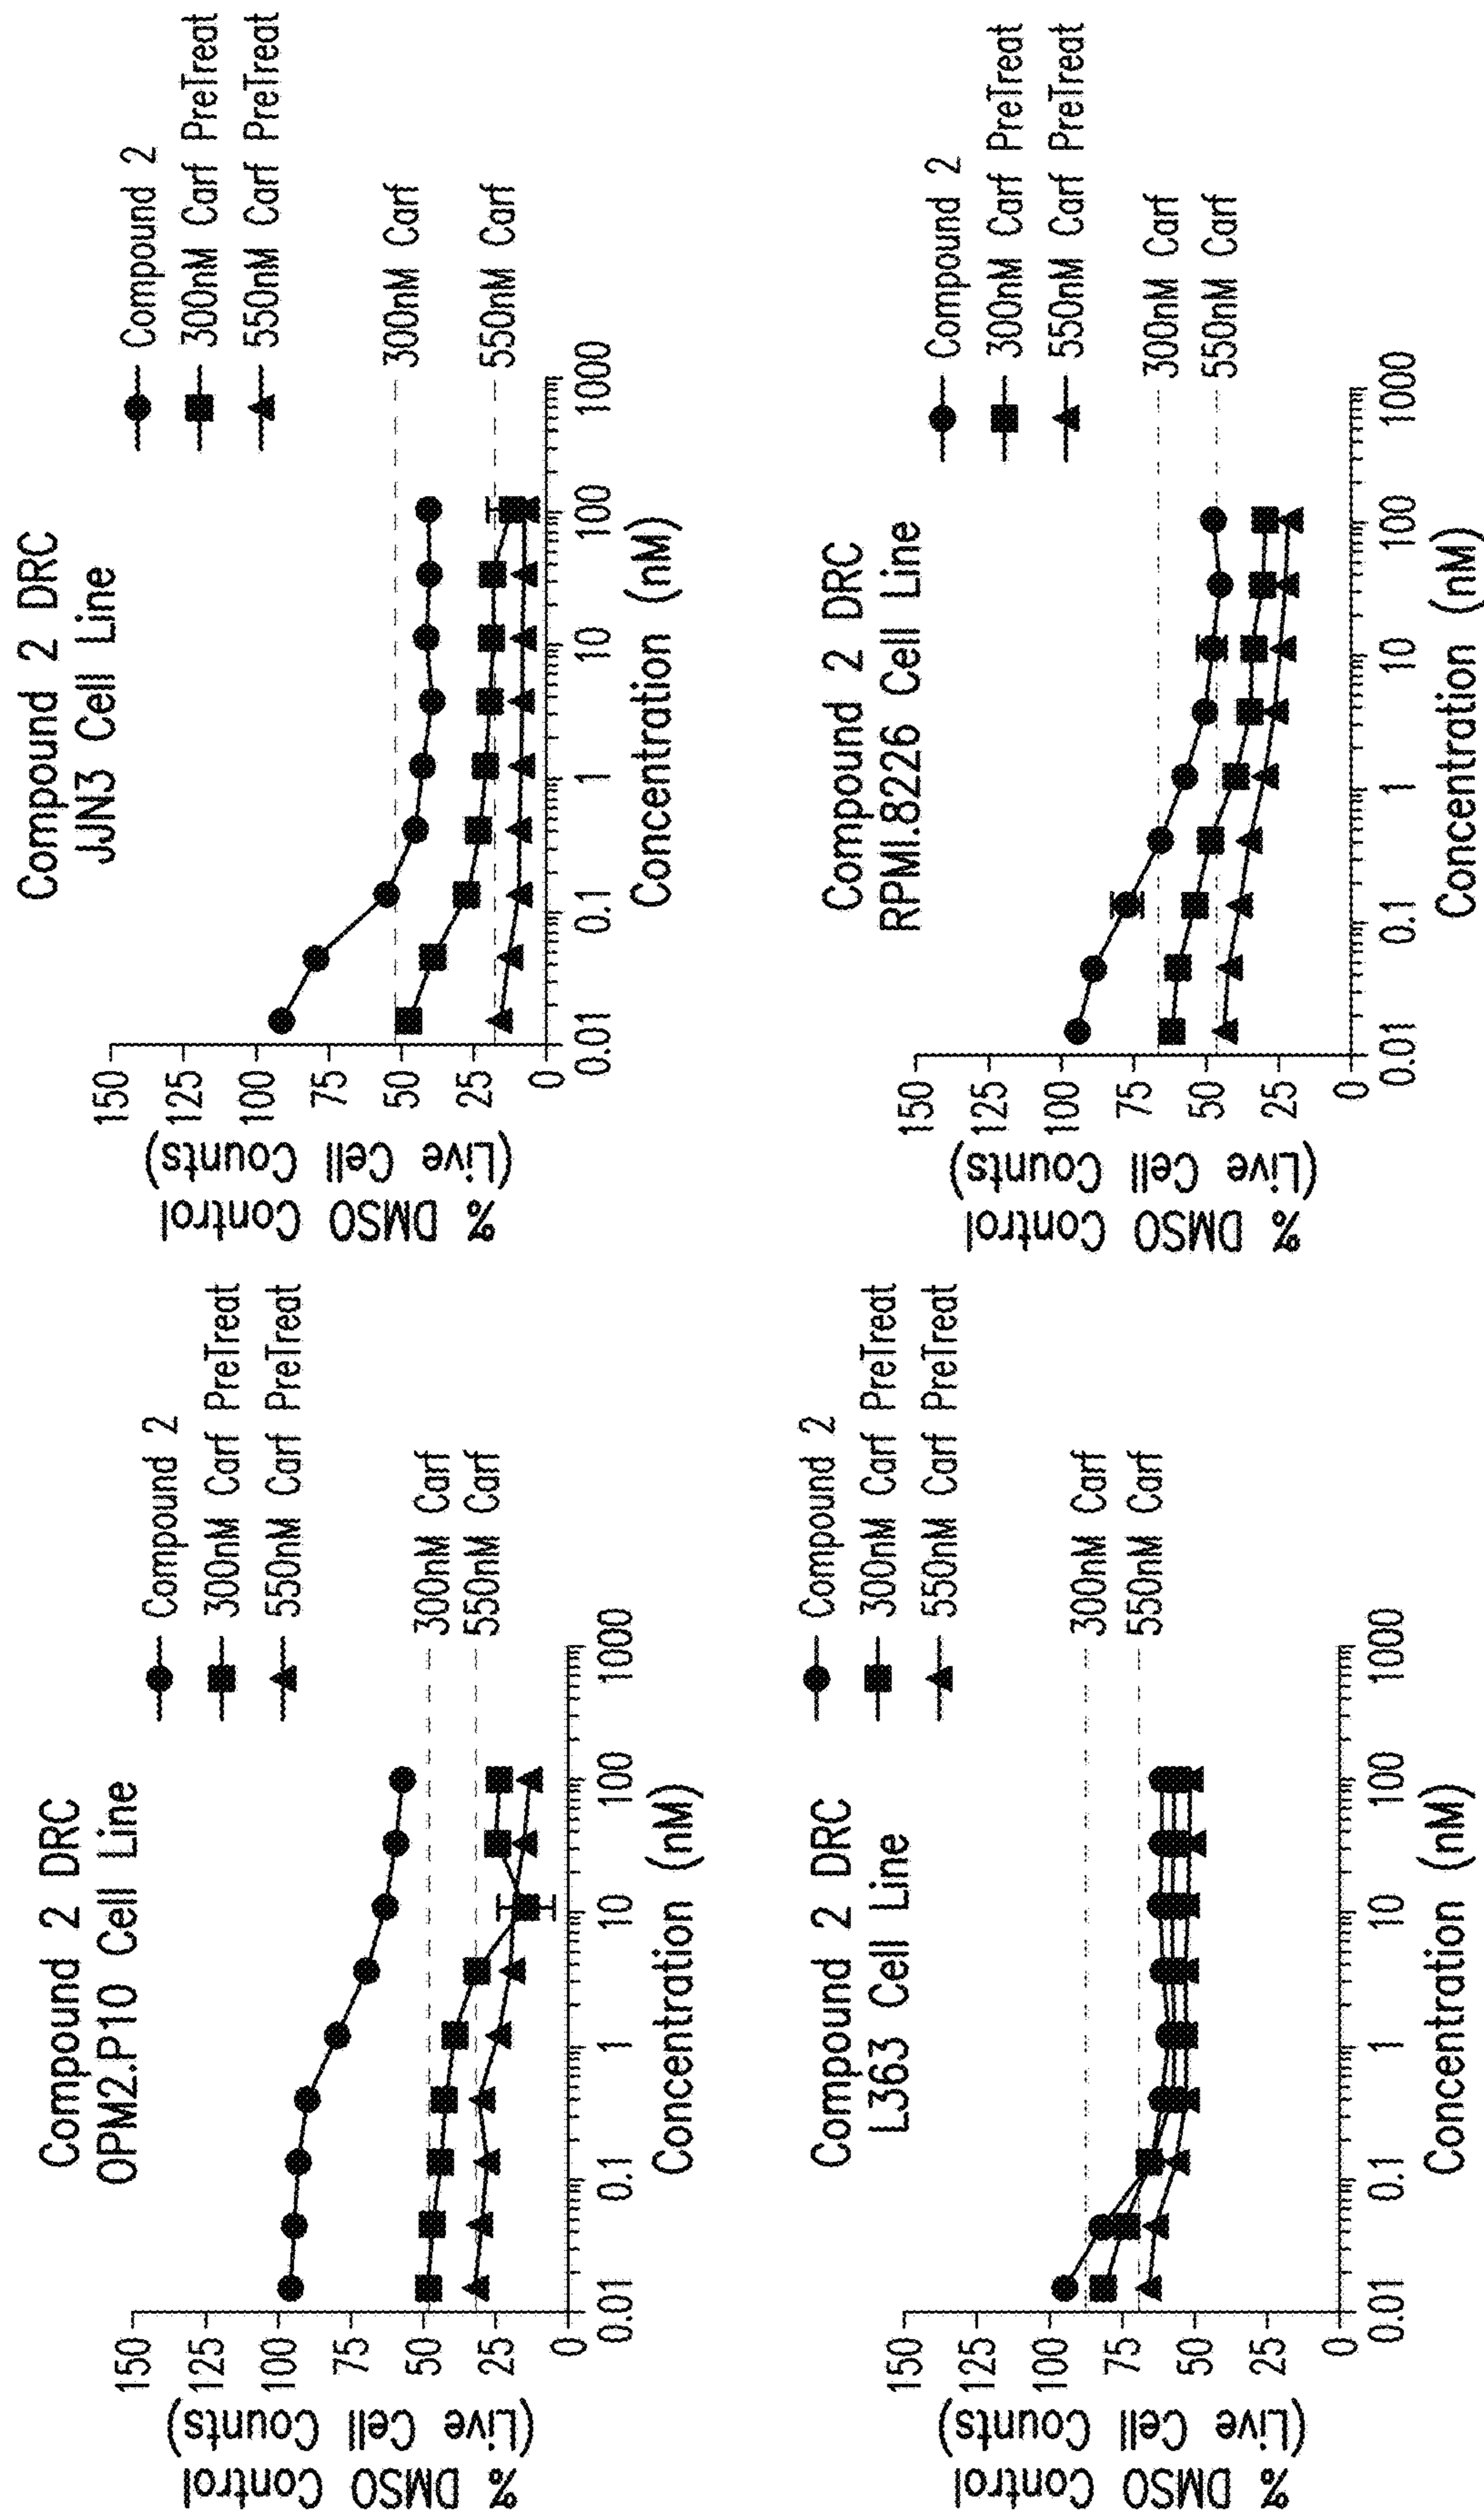 Compound 2 DRC
OPM2.P10 Cell Line
% DMSO Control
(Live Cell Counts)
150
125
100
75
50
25
0
0.01
0.1
1
10
100
1000
Concentration (nM)
Compound 2
300nM Carf PreTreat
550nM Carf PreTreat
300nM Carf
550nM Carf
Compound 2 DRC
JJN3 Cell Line
% DMSO Control
(Live Cell Counts)
150
125
100
75
50
25
0
0.01
0.1
1
10
100
1000
Concentration (nM)
Compound 2
300nM Carf PreTreat
550nM Carf PreTreat
300nM Carf
550nM Carf
Compound 2 DRC
L363 Cell Line
% DMSO Control
(Live Cell Counts)
150
125
100
75
50
25
0
0.01
0.1
1
10
100
1000
Concentration (nM)
Compound 2
300nM Carf PreTreat
550nM Carf PreTreat
300nM Carf
550nM Carf
Compound 2 DRC
RPMI.8226 Cell Line
% DMSO Control
(Live Cell Counts)
150
125
100
75
50
25
0
0.01
0.1
1
10
100
1000
Concentration (nM)
Compound 2
300nM Carf PreTreat
550nM Carf PreTreat
300nM Carf
550nM Carf